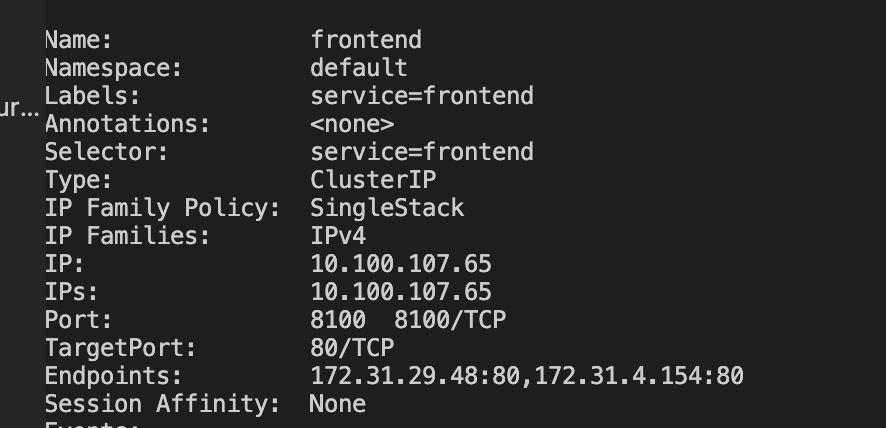 Name: frontend
Namespace: default
ur... Labels: service=frontend
Annotations: <none>
Selector: service=frontend
Type: ClusterIP
IP Family Policy: SingleStack
IP Families: IPv4
IP: 10.100.107.65
IPs: 10.100.107.65
Port: 8100 8100/TCP
TargetPort: 80/TCP
Endpoints: 172.31.29.48:80,172.31.4.154:80
Session Affinity: None
Events: